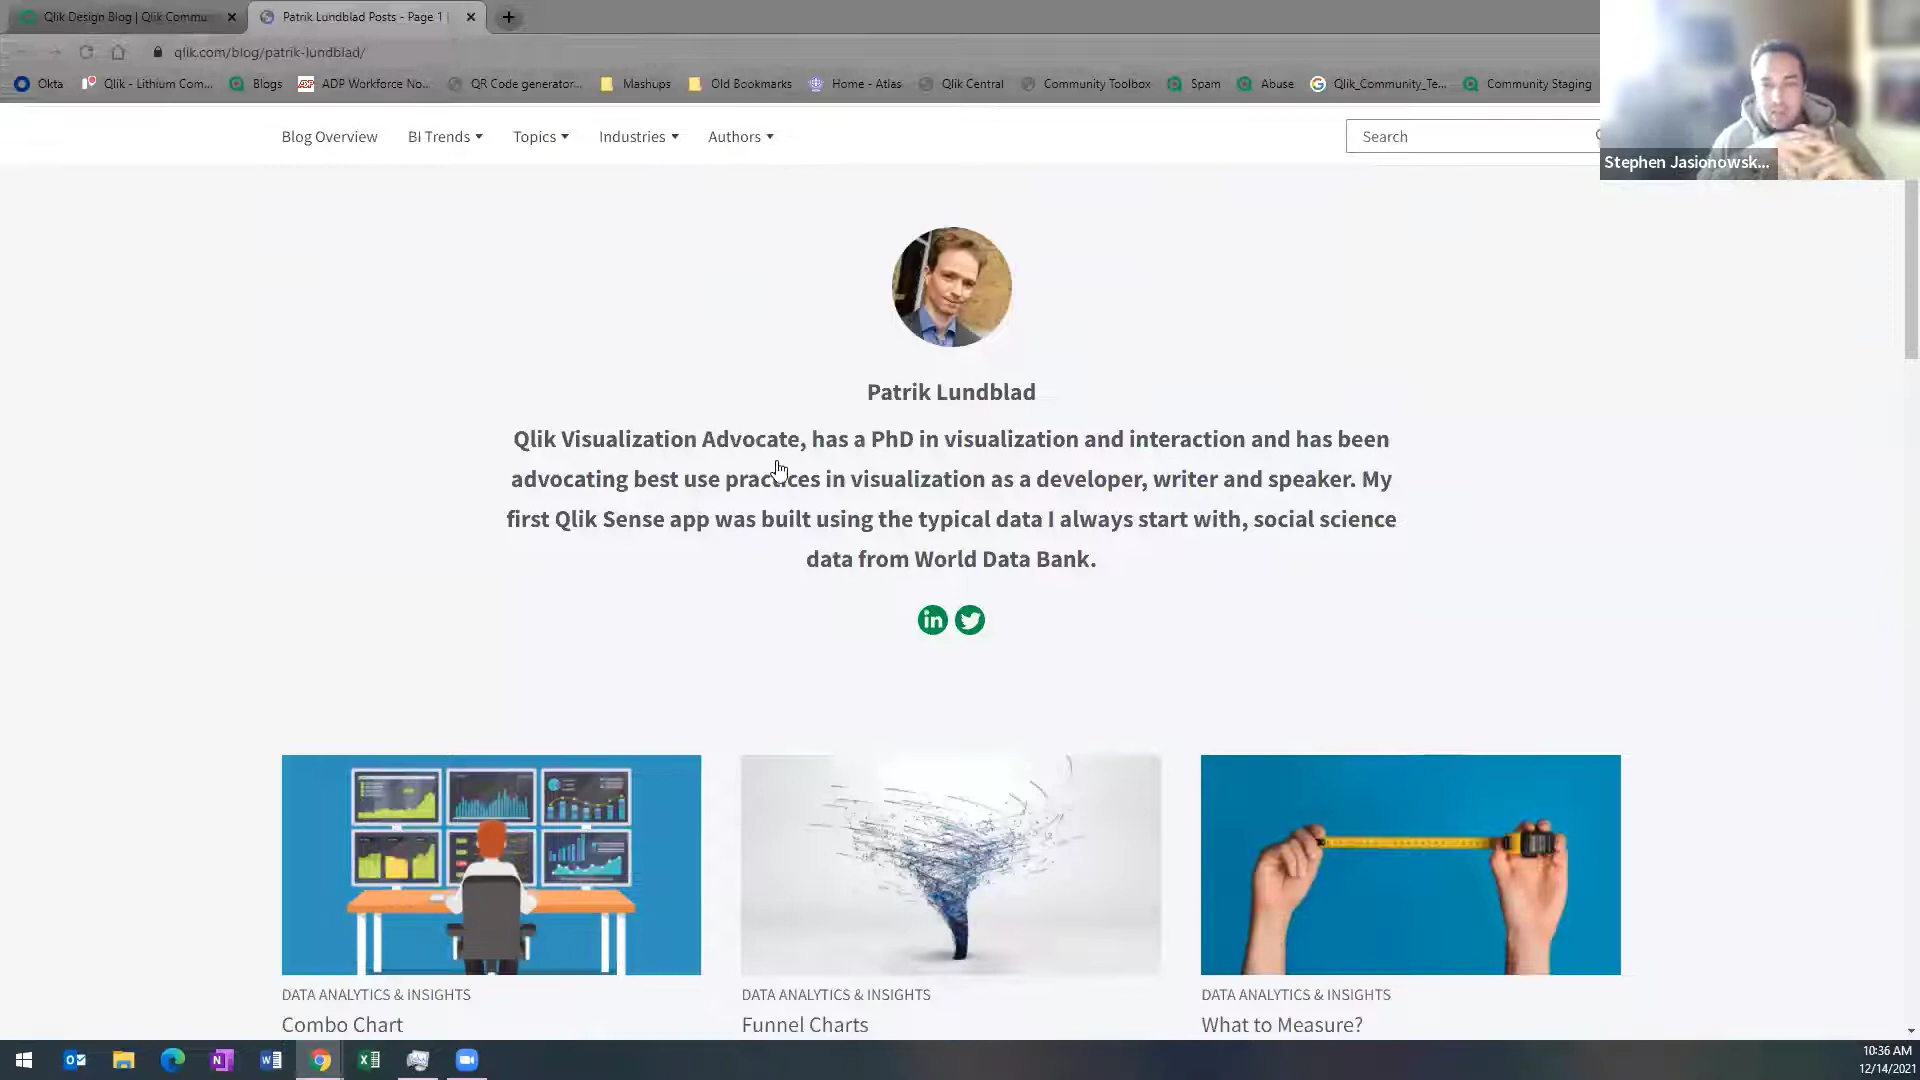 Qlik Design Blog | Qlik Commu
Patrik Lundblad Posts - Page 1
qlik.com/blog/patrik-lundblad/
Okta
Qlik - Lithium Com...
Blogs
ADP Workforce No...
QR Code generator...
Mashups
Old Bookmarks
Home - Atlas
Qlik Central
Community Toolbox
Spam
Abuse
Qlik_Community_Te...
Community Staging
Blog Overview
BI Trends
Topics
Industries
Authors
Search
Stephen Jasionowsk...
Patrik Lundblad
Qlik Visualization Advocate, has a PhD in visualization and interaction and has been
advocating best use practices in visualization as a developer, writer and speaker. My
first Qlik Sense app was built using the typical data I always start with, social science
data from World Data Bank.
in
DATA ANALYTICS & INSIGHTS
Combo Chart
DATA ANALYTICS & INSIGHTS
Funnel Charts
DATA ANALYTICS & INSIGHTS
What to Measure?
10:36 AM
12/14/2021